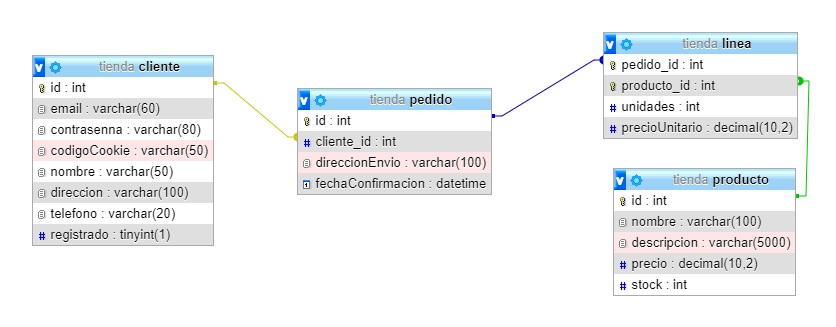 tienda cliente
id : int
email : varchar(60)
contrasenna : varchar(80)
codigoCookie : varchar(50)
nombre : varchar(50)
direccion : varchar(100)
telefono : varchar(20)
# registrado : tinyint(1)
tienda pedido
id : int
# cliente_id : int
direccionEnvio : varchar(100)
fechaConfirmacion : datetime
tienda linea
pedido_id : int
producto_id : int
# unidades : int
# precioUnitario : decimal(10,2)
tienda producto
id : int
nombre : varchar(100)
descripcion : varchar(5000)
# precio : decimal(10,2)
# stock : int